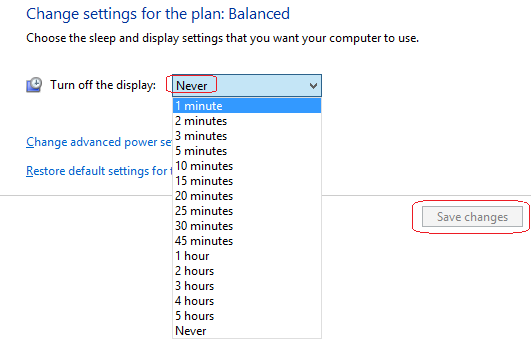 Change settings for the plan: Balanced
Choose the sleep and display settings that you want your computer to use.
Turn off the display: Never
1 minute
2 minutes
3 minutes
5 minutes
10 minutes
15 minutes
20 minutes
25 minutes
30 minutes
45 minutes
1 hour
2 hours
3 hours
4 hours
5 hours
Never
Change advanced power
Restore default settings for
Save changes